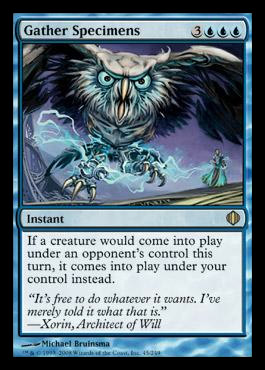 Gather Specimens 3
Instant
If a creature would come into play
under an opponent's control this
turn, it comes into play under your
control instead.
"It's free to do whatever it wants. I've
merely told it what that is."
—Xorin, Architect of Will
Michael Bruinsma
™ & © 1993–2008 Wizards of the Coast, Inc. 45/249